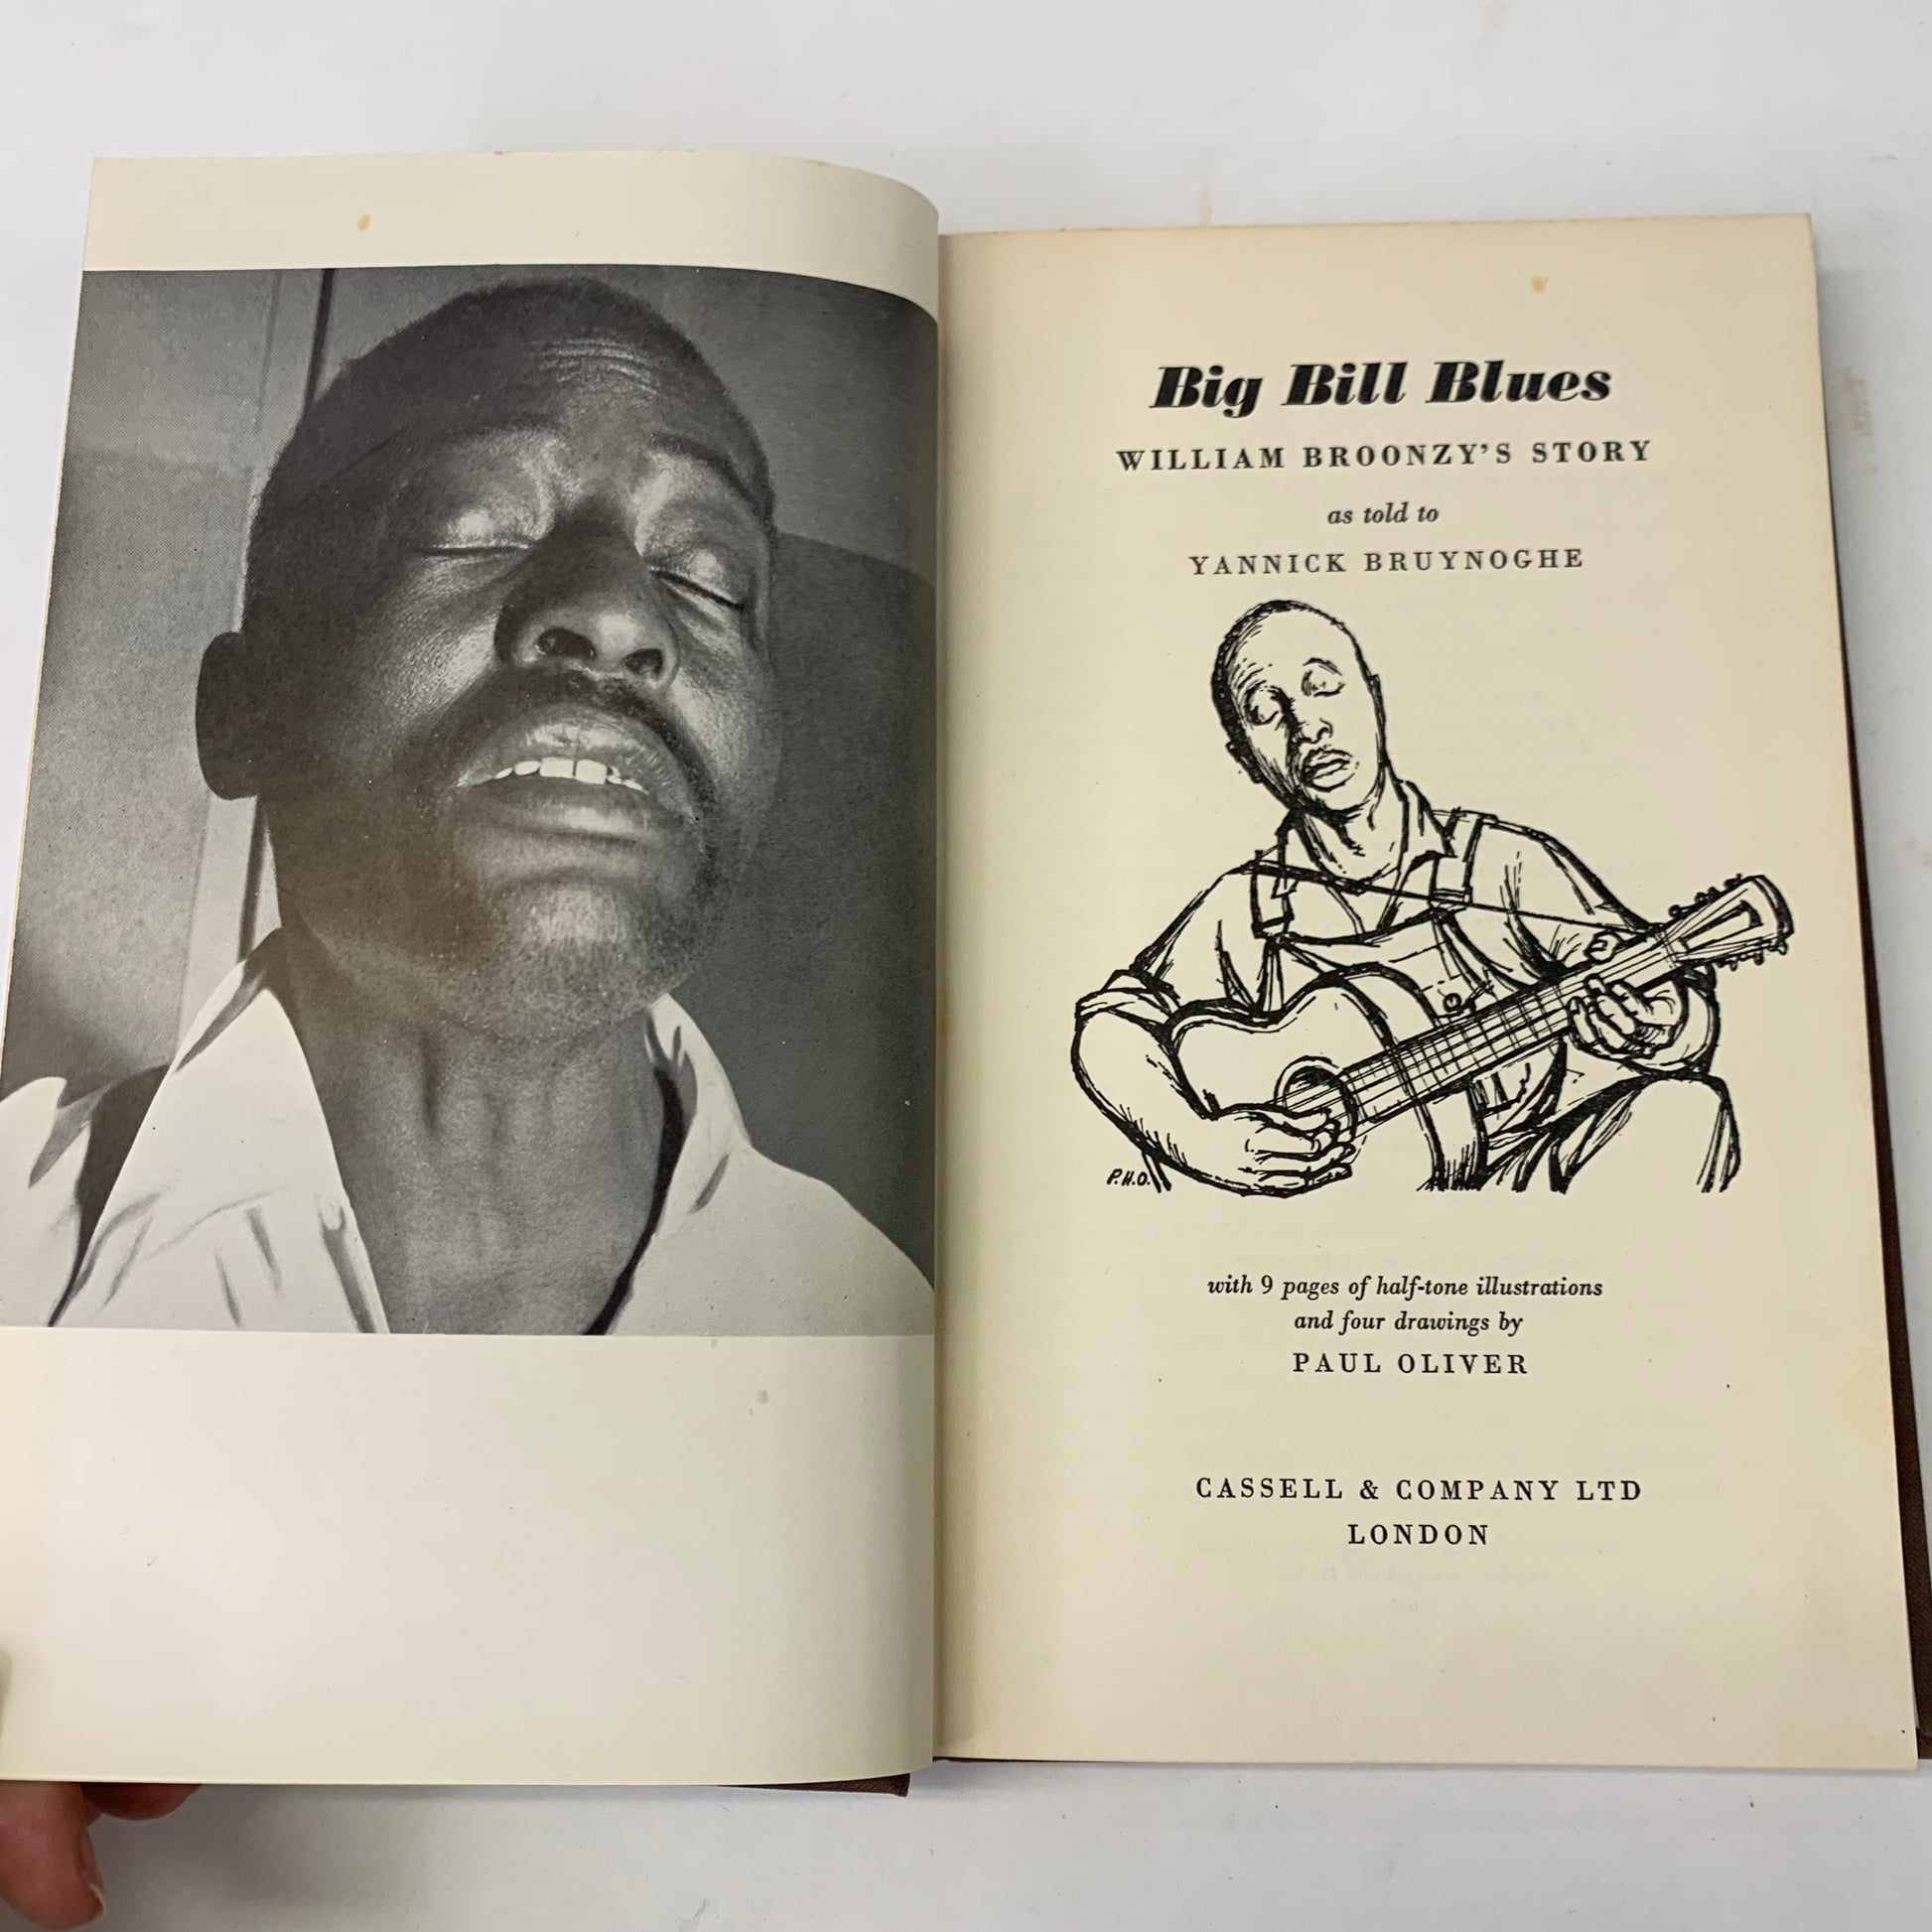 Big Bill Blues
WILLIAM BROONZY'S STORY
as told to
YANNICK BRUYNOGHE
P.H.O.
with 9 pages of half-tone illustrations
and four drawings by
PAUL OLIVER
CASSELL & COMPANY LTD
LONDON